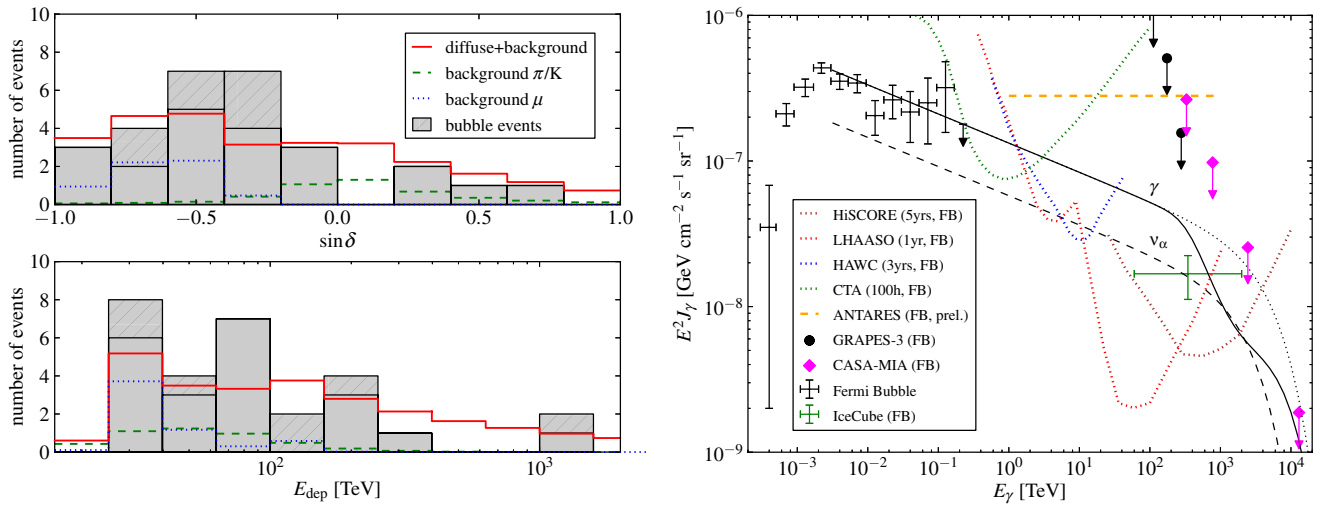 10
8
6
4
2
0
number of events
diffuse+background
background π/K
background μ
bubble events
−1.0 −0.5 0.0 0.5 1.0
sin δ
10
8
6
4
2
0
number of events
10² 10³
E_dep [TeV]
10⁻⁶
10⁻⁷
10⁻⁸
10⁻⁹
E²J_γ [GeV cm⁻² s⁻¹ sr⁻¹]
γ
ν_α
HiSCORE (5yrs, FB)
LHAASO (1yr, FB)
HAWC (3yrs, FB)
CTA (100h, FB)
ANTARES (FB, prel.)
GRAPES-3 (FB)
CASA-MIA (FB)
Fermi Bubble
IceCube (FB)
10⁻³ 10⁻² 10⁻¹ 10⁰ 10¹ 10² 10³ 10⁴
E_γ [TeV]